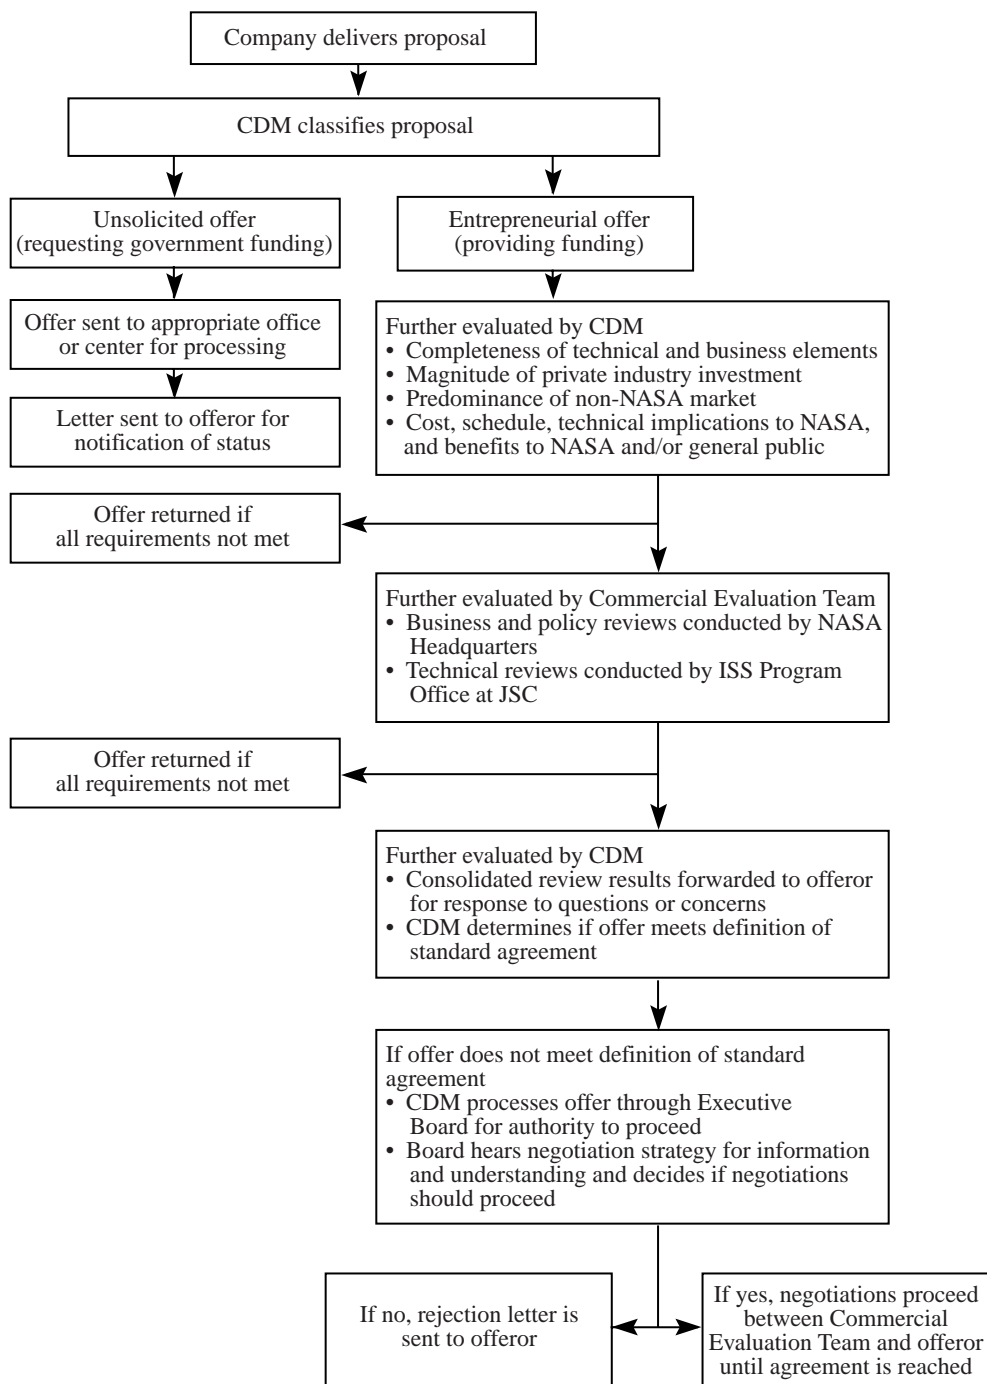 Company delivers proposal
CDM classifies proposal
Unsolicited offer
(requesting government funding)
Entrepreneurial offer
(providing funding)
Offer sent to appropriate office
or center for processing
Letter sent to offeror for
notification of status
Further evaluated by CDM
• Completeness of technical and business elements
• Magnitude of private industry investment
• Predominance of non-NASA market
• Cost, schedule, technical implications to NASA,
and benefits to NASA and/or general public
Offer returned if
all requirements not met
Further evaluated by Commercial Evaluation Team
• Business and policy reviews conducted by NASA
Headquarters
• Technical reviews conducted by ISS Program
Office at JSC
Offer returned if
all requirements not met
Further evaluated by CDM
• Consolidated review results forwarded to offeror
for response to questions or concerns
• CDM determines if offer meets definition of
standard agreement
If offer does not meet definition of standard
agreement
• CDM processes offer through Executive
Board for authority to proceed
• Board hears negotiation strategy for information
and understanding and decides if negotiations
should proceed
If no, rejection letter is
sent to offeror
If yes, negotiations proceed
between Commercial
Evaluation Team and offeror
until agreement is reached